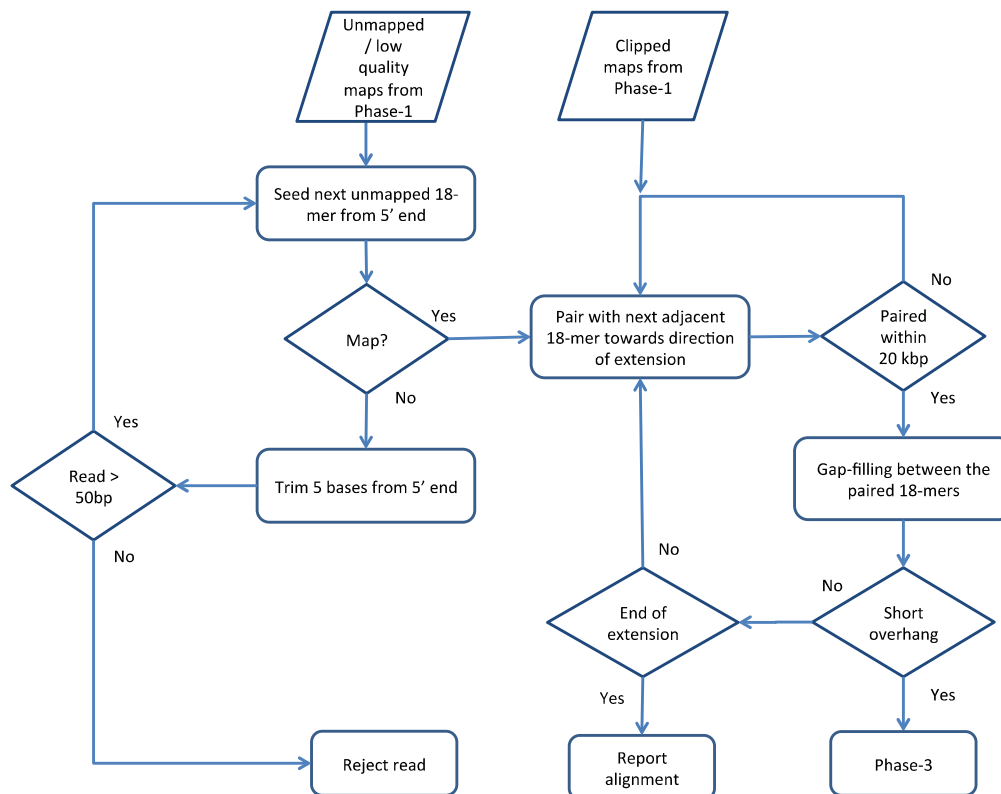 Unmapped
/ low
quality
maps from
Phase-1
Clipped
maps from
Phase-1
Seed next unmapped 18-
mer from 5’ end
No
Yes
Map?
Pair with next adjacent
18-mer towards direction
of extension
Paired
within
20 kbp
No
Yes
Yes
Read >
50bp
Trim 5 bases from 5’ end
Gap-filling between the
paired 18-mers
No
No
No
End of
extension
Short
overhang
Yes
Yes
Reject read
Report
alignment
Phase-3